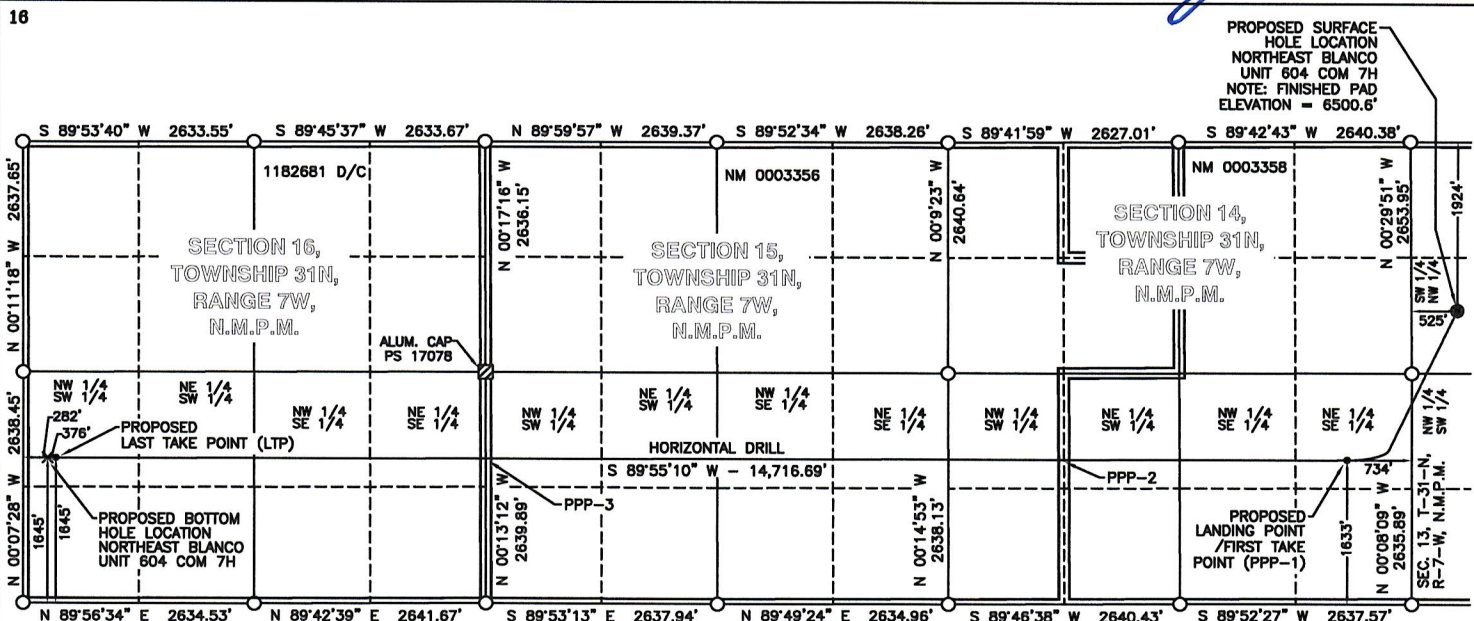 16
PROPOSED SURFACE
HOLE LOCATION
NORTHEAST BLANCO
UNIT 604 COM 7H
NOTE: FINISHED PAD
ELEVATION = 6500.6'
S 89°53'40" W 2633.55'
S 89°45'37" W 2633.67'
N 89°59'57" W 2639.37'
S 89°52'34" W 2638.26'
S 89°41'59" W 2627.01'
S 89°42'43" W 2640.38'
N 00°11'18" W 2637.65'
1182681 D/C
N 00°17'16" W
2636.15'
NM 0003356
N 00°9'23" W
2640.64'
NM 0003358
N 00°29'51" W
2653.95'
1924'
SECTION 16,
TOWNSHIP 31N,
RANGE 7W,
N.M.P.M.
SECTION 15,
TOWNSHIP 31N,
RANGE 7W,
N.M.P.M.
SECTION 14,
TOWNSHIP 31N,
RANGE 7W,
N.M.P.M.
SW 1/4
NW 1/4
525'
ALUM. CAP
PS 17078
NW 1/4
SW 1/4
NE 1/4
SW 1/4
NW 1/4
SE 1/4
NE 1/4
SE 1/4
NW 1/4
SW 1/4
NE 1/4
SW 1/4
NW 1/4
SE 1/4
NE 1/4
SE 1/4
NW 1/4
SW 1/4
NE 1/4
SW 1/4
NW 1/4
SE 1/4
NE 1/4
SE 1/4
NW 1/4
SW 1/4
282'
376'
PROPOSED
LAST TAKE POINT (LTP)
HORIZONTAL DRILL
S 89°55'10" W - 14,716.69'
734'
PPP-2
PPP-3
N 00°07'28" W 2638.45'
1645'
1645'
PROPOSED BOTTOM
HOLE LOCATION
NORTHEAST BLANCO
UNIT 604 COM 7H
N 00°13'12" W
2639.89'
N 00°14'53" W
2638.13'
PROPOSED
LANDING POINT
/FIRST TAKE
POINT (PPP-1)
1633'
N 00°08'09" W
2635.89'
SEC. 13, T-31-N,
R-7-W, N.M.P.M.
N 89°56'34" E 2634.53'
N 89°42'39" E 2641.67'
S 89°53'13" E 2637.94'
N 89°49'24" E 2634.96'
S 89°46'38" W 2640.43'
S 89°52'27" W 2637.57'